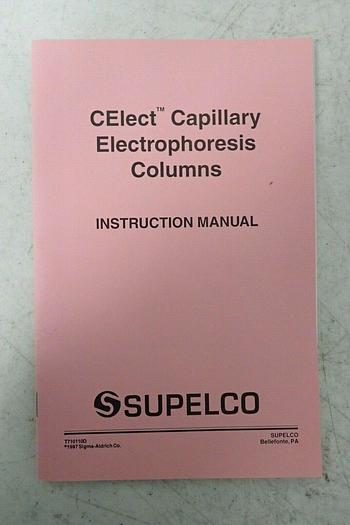 CElect™ Capillary
Electrophoresis
Columns
INSTRUCTION MANUAL
SUPELCO
T710110D
©1997 Sigma-Aldrich Co.
SUPELCO
Bellefonte, PA